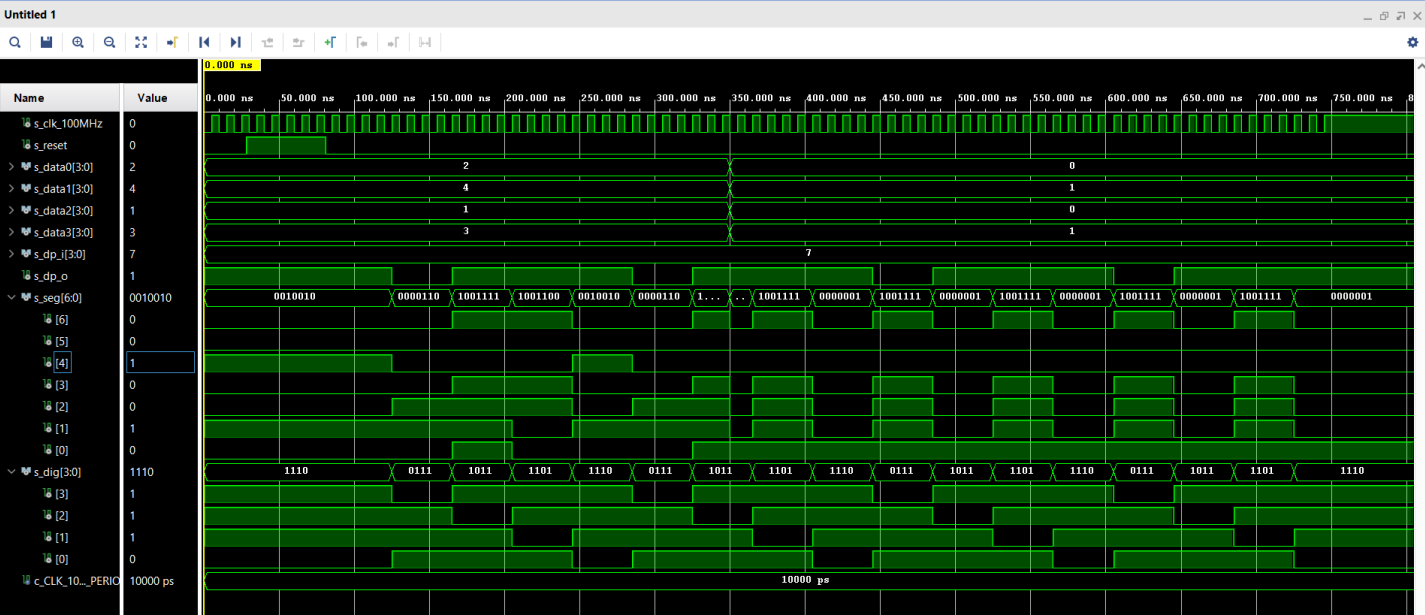 Untitled 1
0.000 ns
Name Value 0.000 ns 50.000 ns 100.000 ns 150.000 ns 200.000 ns 250.000 ns 300.000 ns 350.000 ns 400.000 ns 450.000 ns 500.000 ns 550.000 ns 600.000 ns 650.000 ns 700.000 ns 750.000 ns 8
s_clk_100MHz 0
s_reset 0
s_data0[3:0] 2 2 0
s_data1[3:0] 4 4 1
s_data2[3:0] 1 1 0
s_data3[3:0] 3 3 1
s_dp_i[3:0] 7 7
s_dp_o 1
s_seg[6:0] 0010010 0010010 0000110 1001111 1001100 0010010 0000110 1... .. 1001111 0000001 1001111 0000001 1001111 0000001 1001111 0000001 1001111 0000001
[6] 0
[5] 0
[4] 1
[3] 0
[2] 0
[1] 1
[0] 0
s_dig[3:0] 1110 1110 0111 1011 1101 1110 0111 1011 1101 1110 0111 1011 1101 1110 0111 1011 1101 1110
[3] 1
[2] 1
[1] 1
[0] 0
c_CLK_10..._PERIO 10000 ps 10000 ps